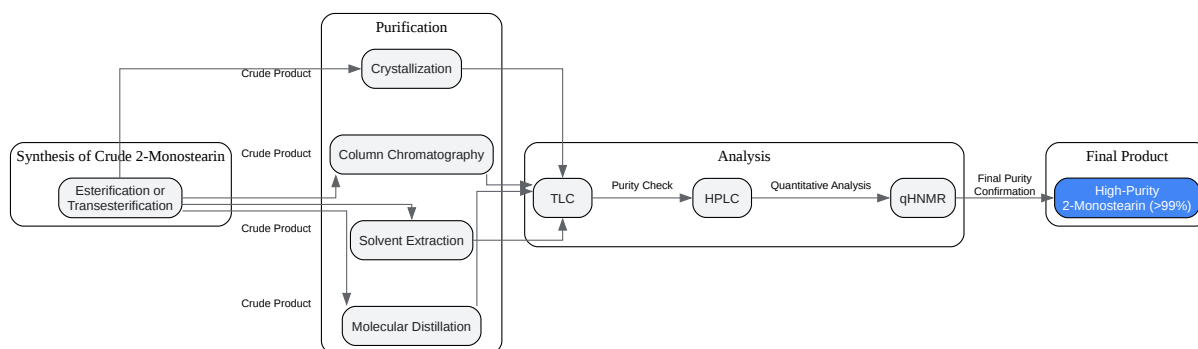 Purification
Crude Product
Crystallization
Synthesis of Crude 2-Monostearin
Esterification or
Transesterification
Crude Product
Column Chromatography
Crude Product
Solvent Extraction
Crude Product
Molecular Distillation
Analysis
TLC
Purity Check
HPLC
Quantitative Analysis
qHNMR
Final Purity
Confirmation
Final Product
High-Purity
2-Monostearin (>99%)